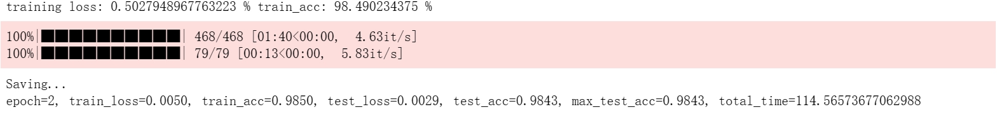 training loss: 0.5027948967763223 % train_acc: 98.490234375 %
100%|██████████| 468/468 [01:40<00:00,  4.63it/s]
100%|██████████| 79/79 [00:13<00:00,  5.83it/s]
Saving...
epoch=2, train_loss=0.0050, train_acc=0.9850, test_loss=0.0029, test_acc=0.9843, max_test_acc=0.9843, total_time=114.56573677062988